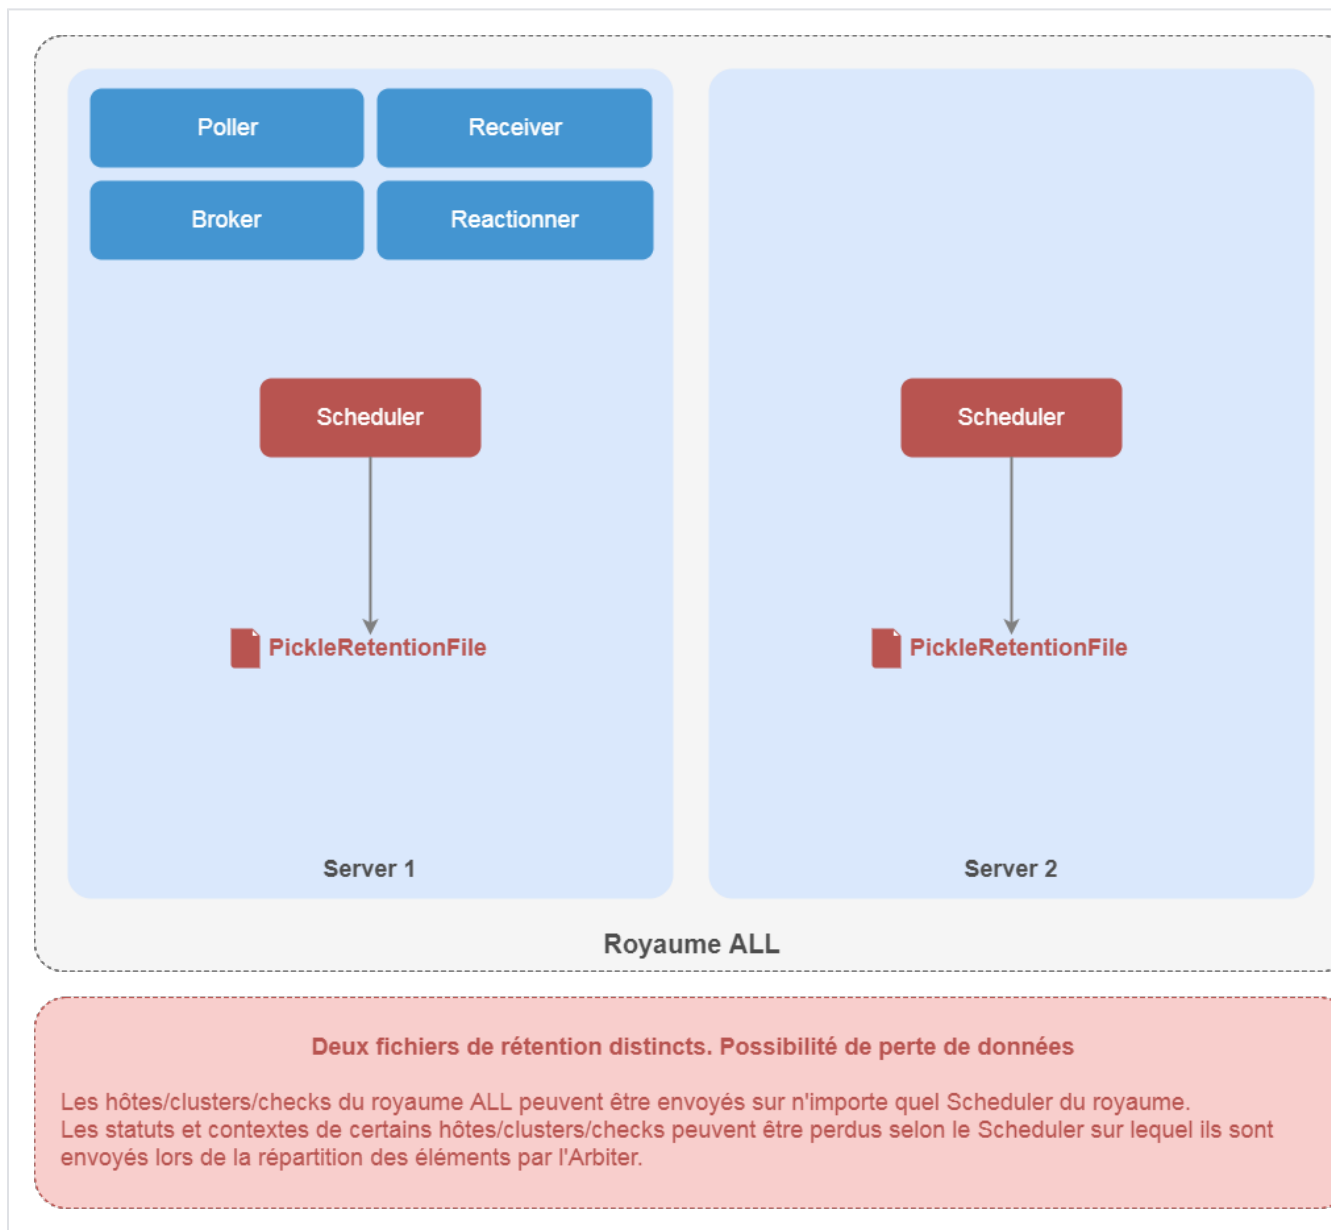 Poller
Receiver
Broker
Reactionner
Scheduler
Scheduler
PickleRetentionFile
PickleRetentionFile
Server 1
Server 2
Royaume ALL
Deux fichiers de rétention distincts. Possibilité de perte de données
Les hôtes/clusters/checks du royaume ALL peuvent être envoyés sur n'importe quel Scheduler du royaume.
Les statuts et contextes de certains hôtes/clusters/checks peuvent être perdus selon le Scheduler sur lequel ils sont
envoyés lors de la répartition des éléments par l'Arbiter.